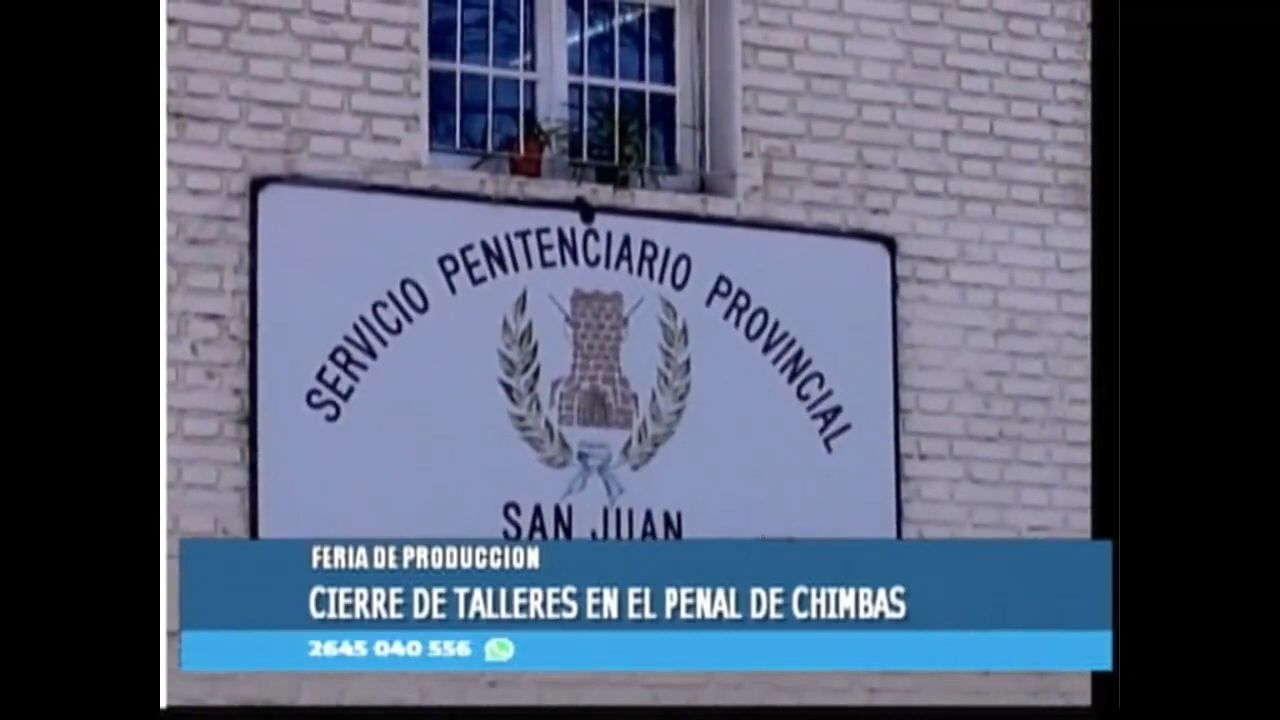 SERVICIO PENITENCIARIO PROVINCIAL
SAN JUAN
FERIA DE PRODUCCION
CIERRE DE TALLERES EN EL PENAL DE CHIMBAS
2645 040 556